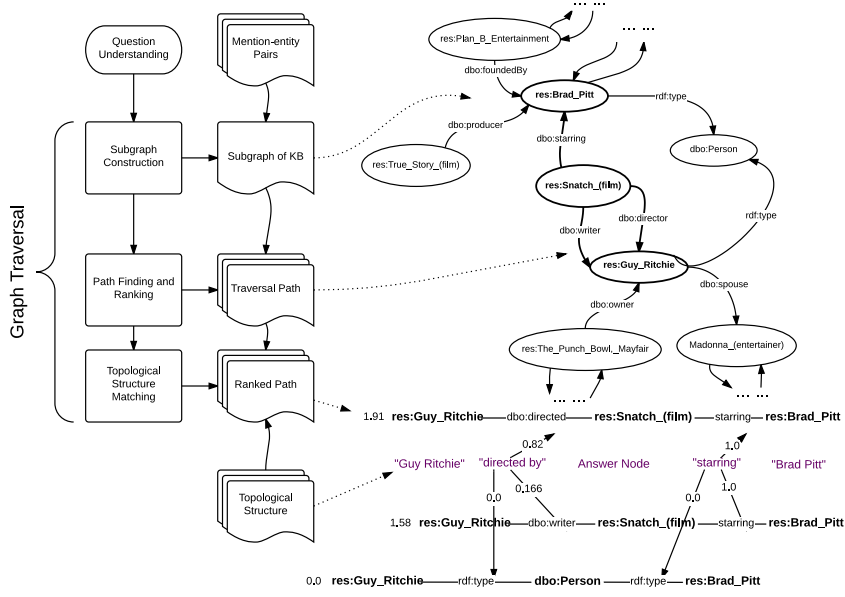 Question
Understanding
Mention-entity
Pairs
Graph Traversal
Subgraph
Construction
Subgraph of KB
Path Finding and
Ranking
Traversal Path
Topological
Structure
Matching
Ranked Path
Topological
Structure
... ...
res:Plan_B_Entertainment
... ...
dbo:foundedBy
res:Brad_Pitt
rdf:type
dbo:producer
dbo:starring
dbo:Person
res:True_Story_(film)
res:Snatch_(film)
dbo:writer
dbo:director
rdf:type
res:Guy_Ritchie
dbo:spouse
dbo:owner
res:The_Punch_Bowl,_Mayfair
Madonna_(entertainer)
... ...
... ...
1.91 res:Guy_Ritchie dbo:directed res:Snatch_(film) starring res:Brad_Pitt
0.82
1.0
"Guy Ritchie" "directed by" Answer Node "starring" "Brad Pitt"
0.0 0.166 0.0 1.0
1.58 res:Guy_Ritchie dbo:writer res:Snatch_(film) starring res:Brad_Pitt
0.0 res:Guy_Ritchie rdf:type dbo:Person rdf:type res:Brad_Pitt